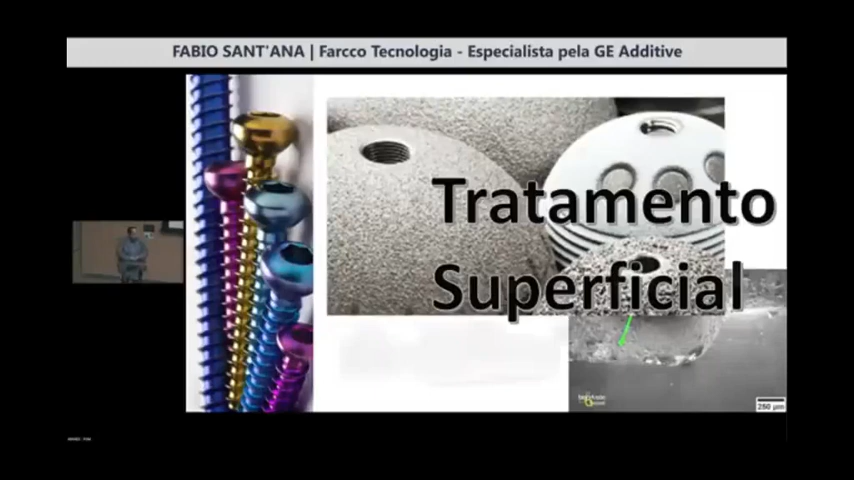 FABIO SANT'ANA | Farcco Tecnologia - Especialista pela GE Additive
Tratamento
Superficial
250 µm